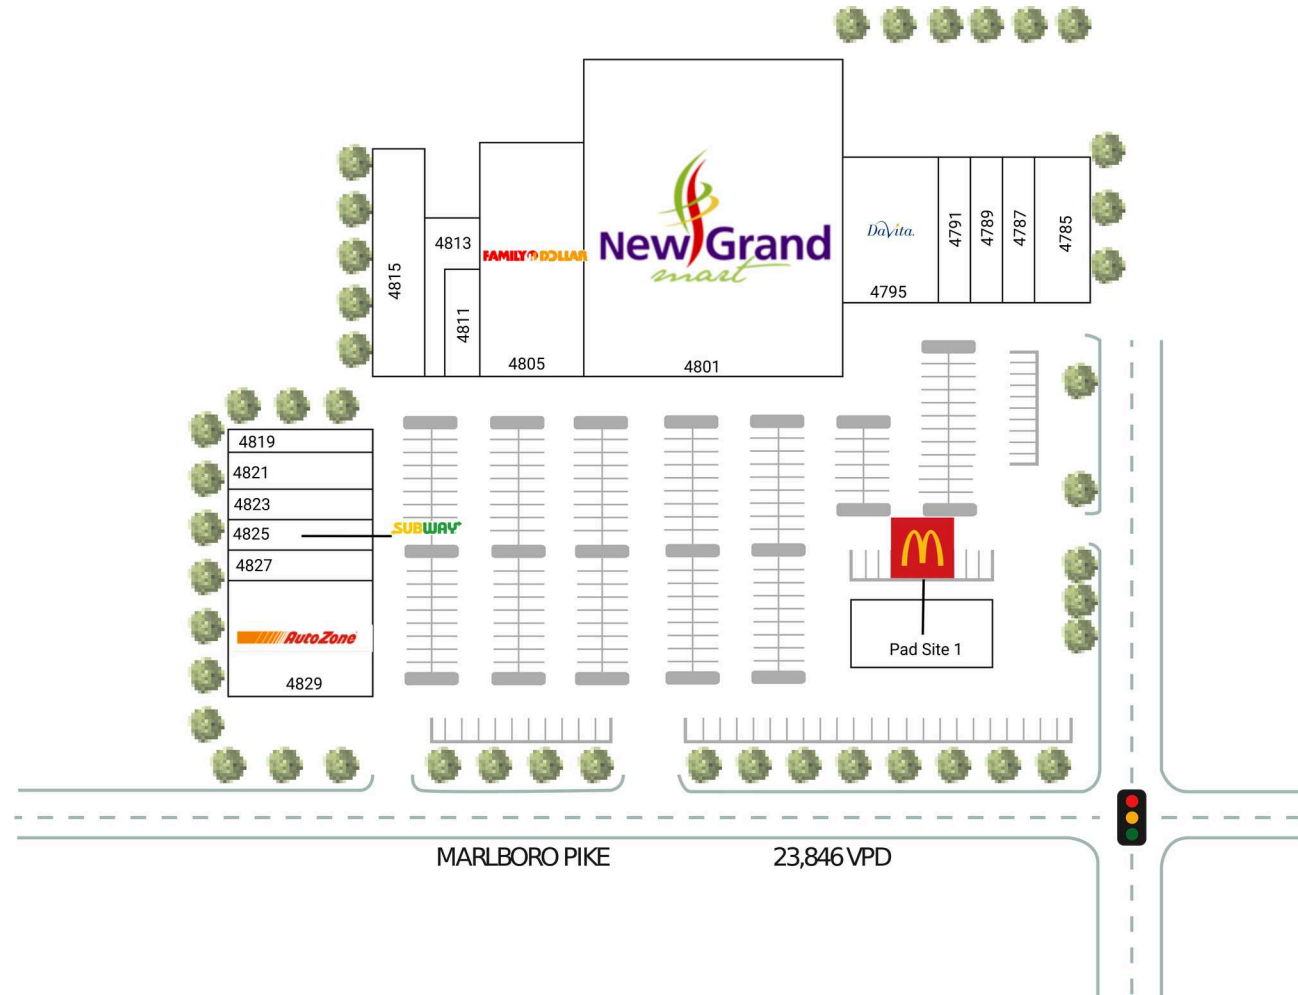 New Grand
mart
FAMILY DOLLAR
DaVita.
4815
4813
4811
4805
4801
4795
4791
4789
4787
4785
4819
4821
4823
4825
SUBWAY
4827
AutoZone
4829
Pad Site 1
MARLBORO PIKE
23,846 VPD